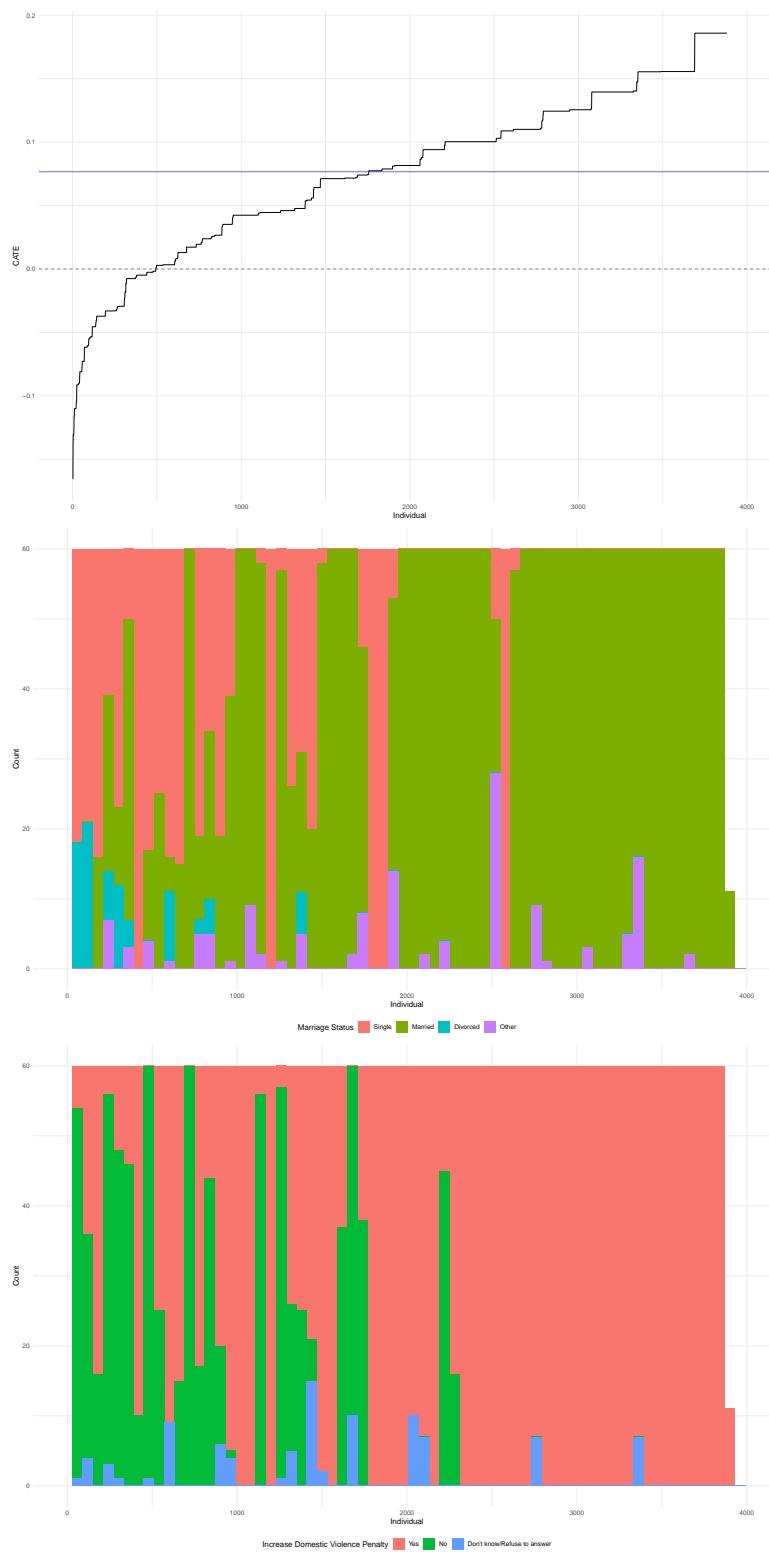 0.2
0.1
0.0
−0.1
CATE
0 1000 2000 3000 4000
Individual
60
40
20
0
Count
0 1000 2000 3000 4000
Individual
Marriage Status Single Married Divorced Other
60
40
20
0
Count
0 1000 2000 3000 4000
Individual
Increase Domestic Violence Penalty Yes No Don't know/Refuse to answer